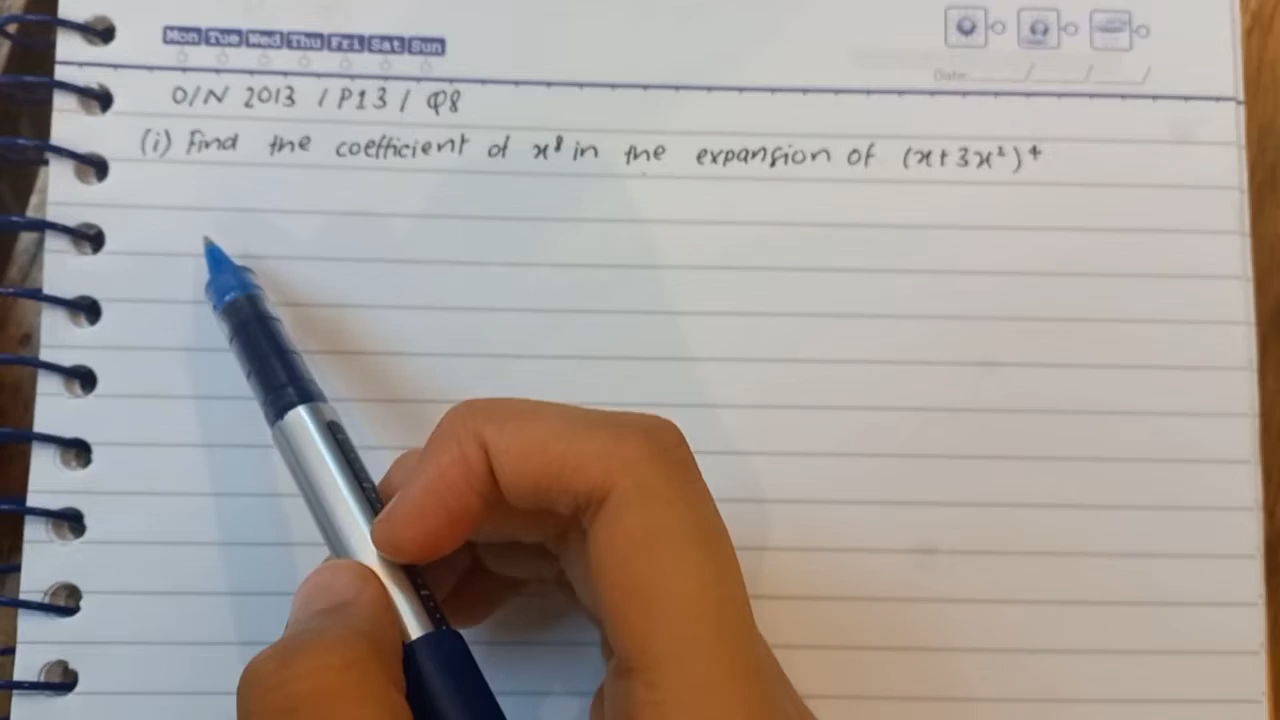 Mon Tue Wed Thu Fri Sat Sun
Date: / / /
O/N 2013 / P13 / Q8
(i) Find the coefficient of x⁸ in the expansion of (x+3x²)⁴